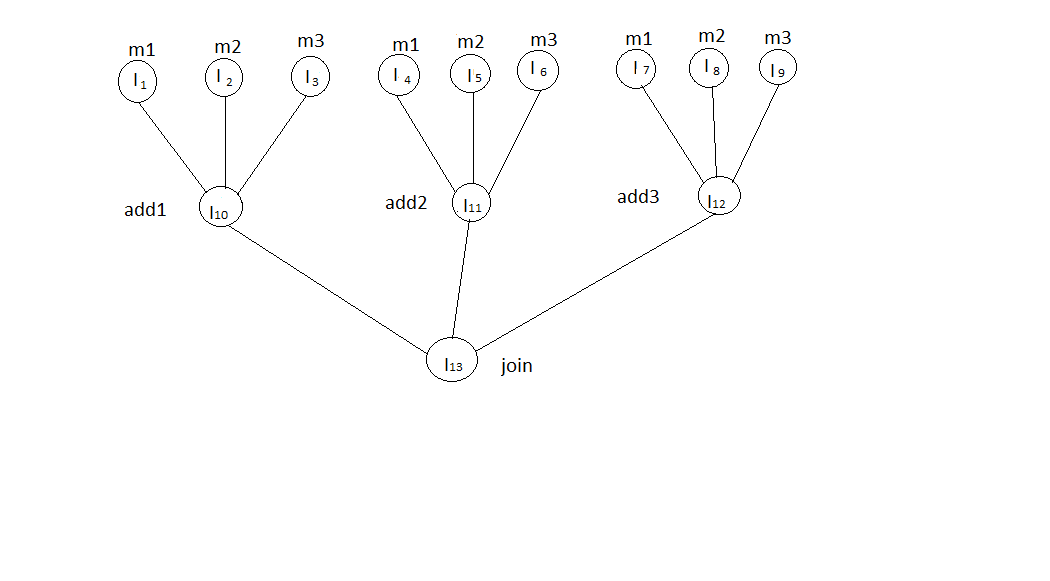 m1 m2 m3 m1 m2 m3 m1 m2 m3
I1 I2 I3 I4 I5 I6 I7 I8 I9
add1 I10 add2 I11 add3 I12
I13 join